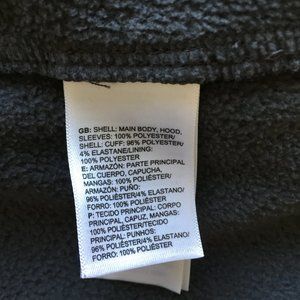 GB: SHELL: MAIN BODY, HOOD,
SLEEVES: 100% POLYESTER/
SHELL: CUFF: 96% POLYESTER/
4% ELASTANE/LINING:
100% POLYESTER
E: ARMAZÓN: PARTE PRINCIPAL
DEL CUERPO, CAPUCHA,
MANGAS: 100% POLIÉSTER/
ARMAZÓN: PUÑO:
96% POLIÉSTER/4% ELASTANO/
FORRO: 100% POLIÉSTER
P: TECIDO PRINCIPAL: CORPO
PRINCIPAL, CAPUZ, MANGAS:
100% POLIÉSTER/TECIDO
PRINCIPAL: PUNHOS:
96% POLIÉSTER/4% ELASTANO/
FORRO: 100% POLIÉSTER